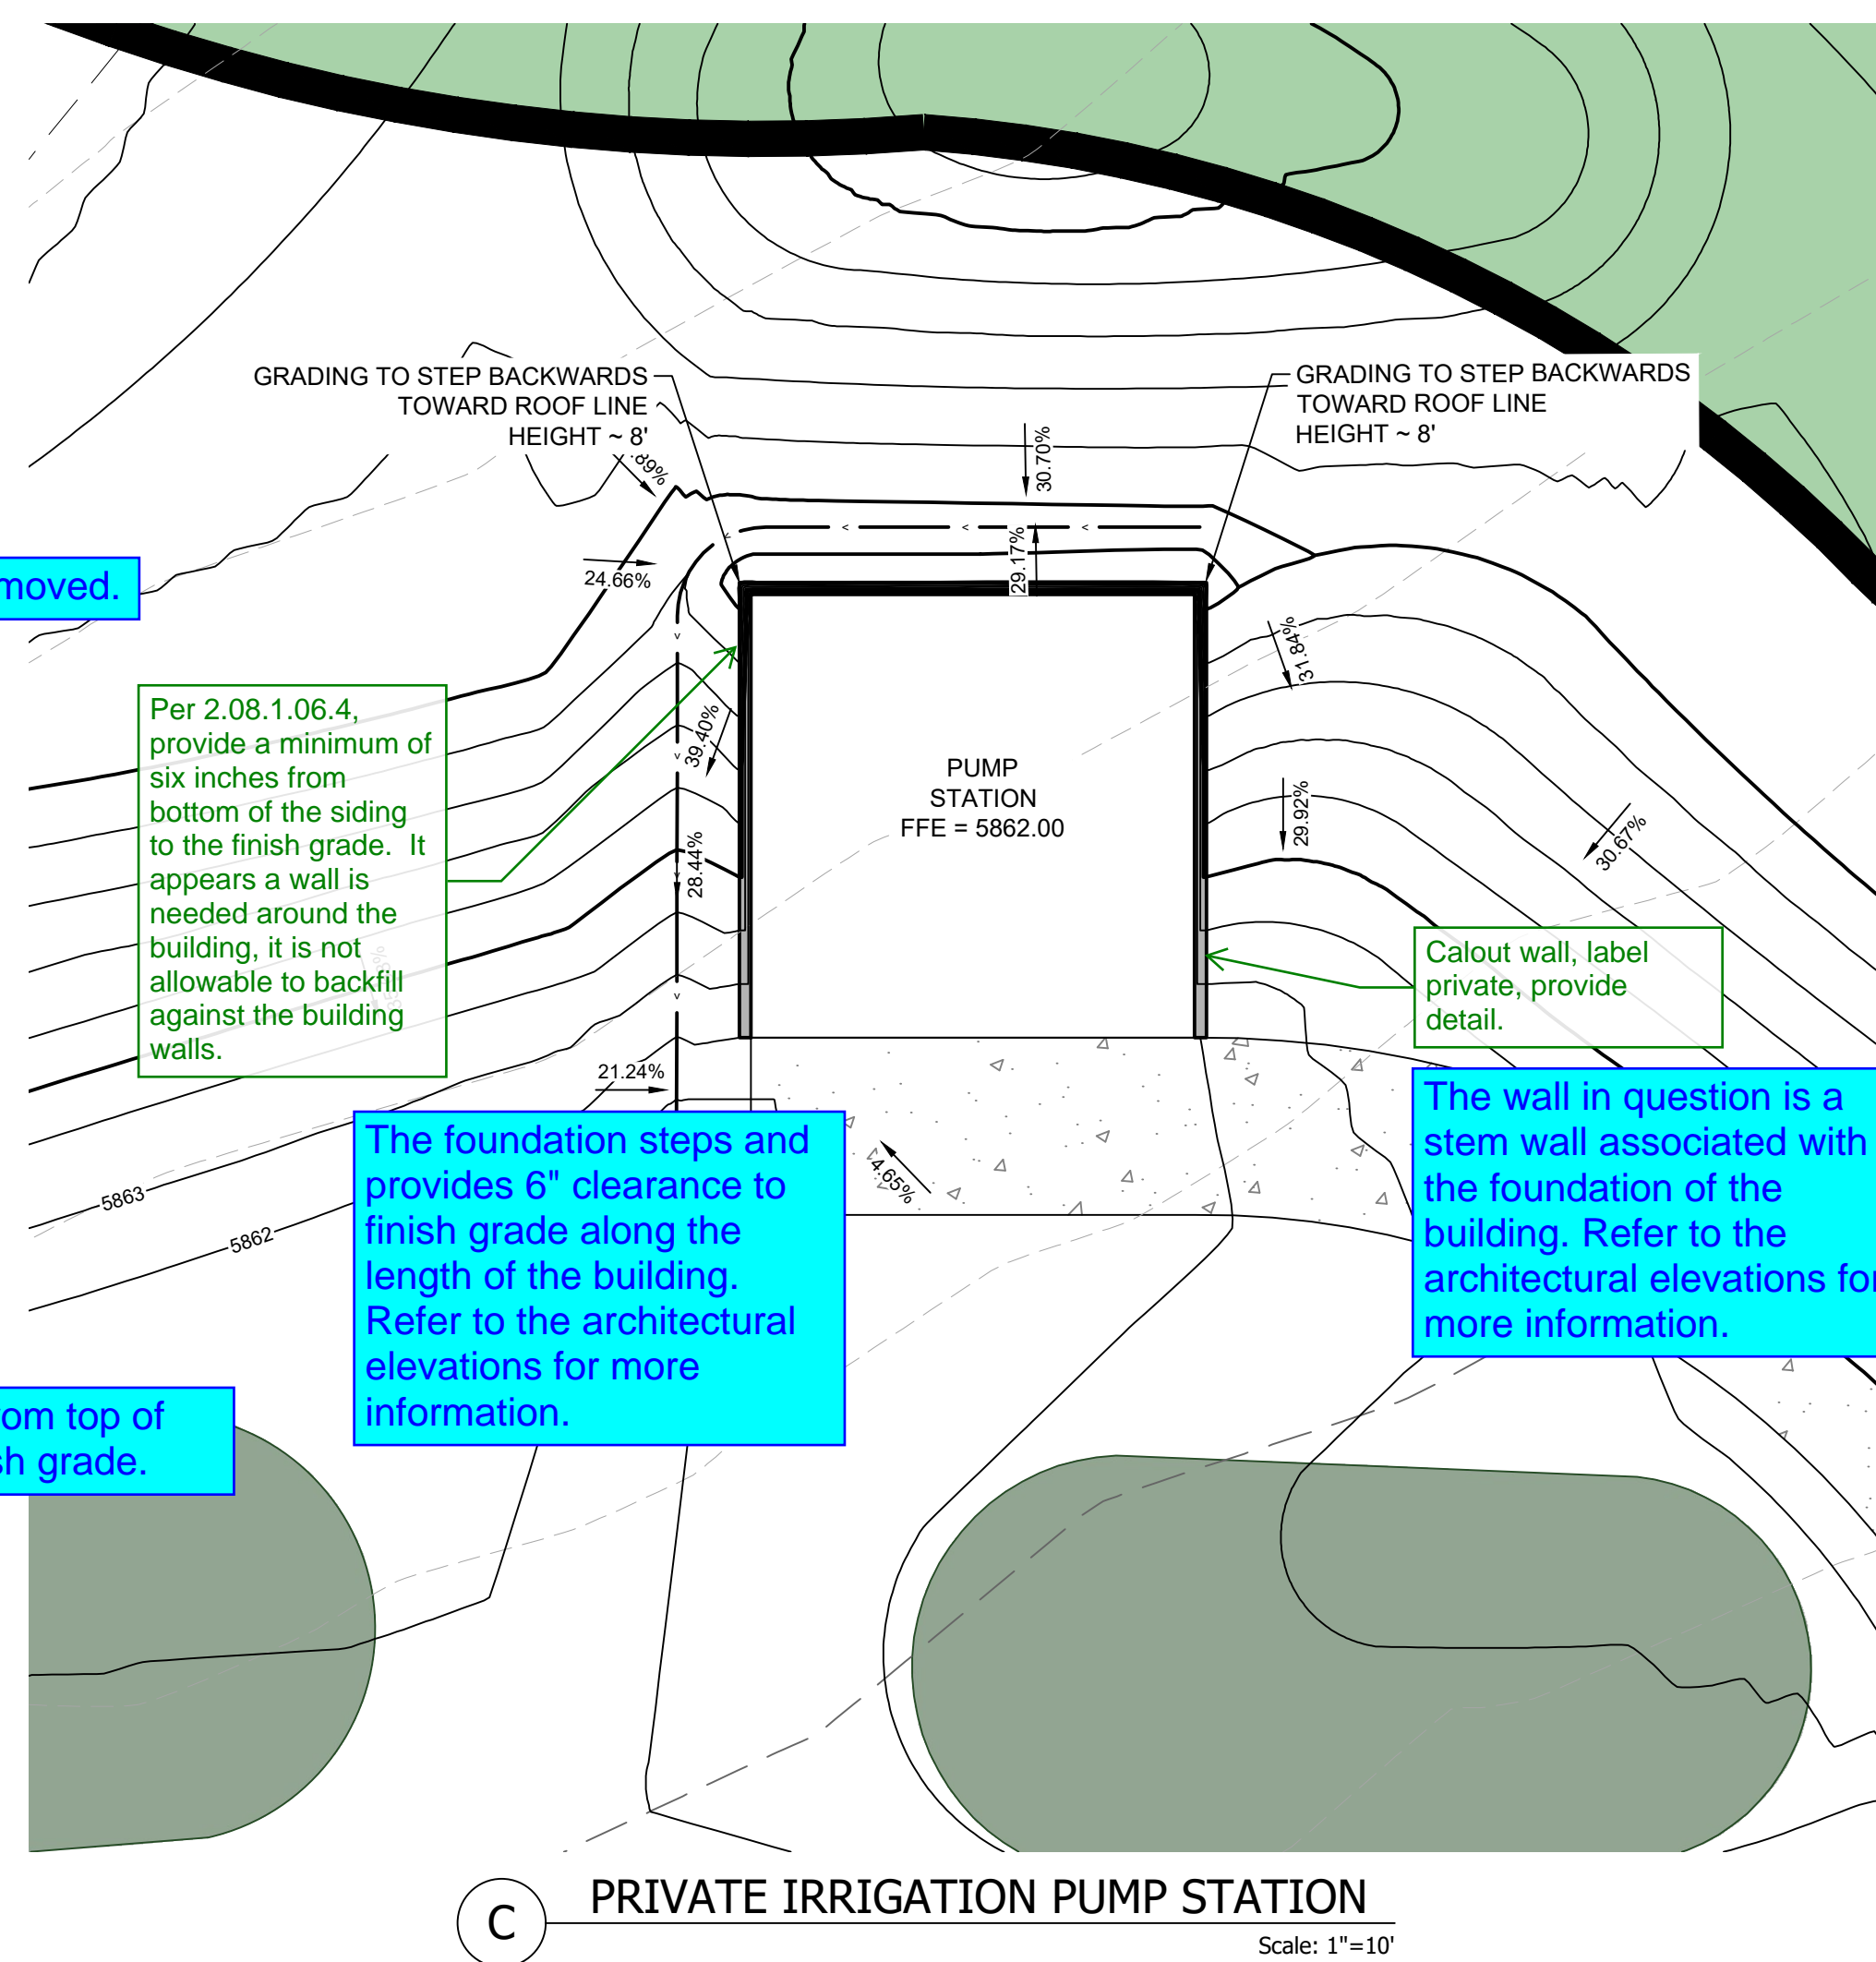 GRADING TO STEP BACKWARDS
TOWARD ROOF LINE
HEIGHT ~ 8'
GRADING TO STEP BACKWARDS
TOWARD ROOF LINE
HEIGHT ~ 8'
.89%
30.70%
29.17%
24.66%
moved.
31.84%
Per 2.08.1.06.4,
provide a minimum of
six inches from
bottom of the siding
to the finish grade. It
appears a wall is
needed around the
building, it is not
allowable to backfill
against the building
walls.
39.40%
PUMP
STATION
FFE = 5862.00
29.92%
30.67%
28.44%
Calout wall, label
private, provide
detail.
21.24%
The foundation steps and
provides 6" clearance to
finish grade along the
length of the building.
Refer to the architectural
elevations for more
information.
4.65%
The wall in question is a
stem wall associated with
the foundation of the
building. Refer to the
architectural elevations for
more information.
5863
5862
om top of
sh grade.
C
PRIVATE IRRIGATION PUMP STATION
Scale: 1"=10'